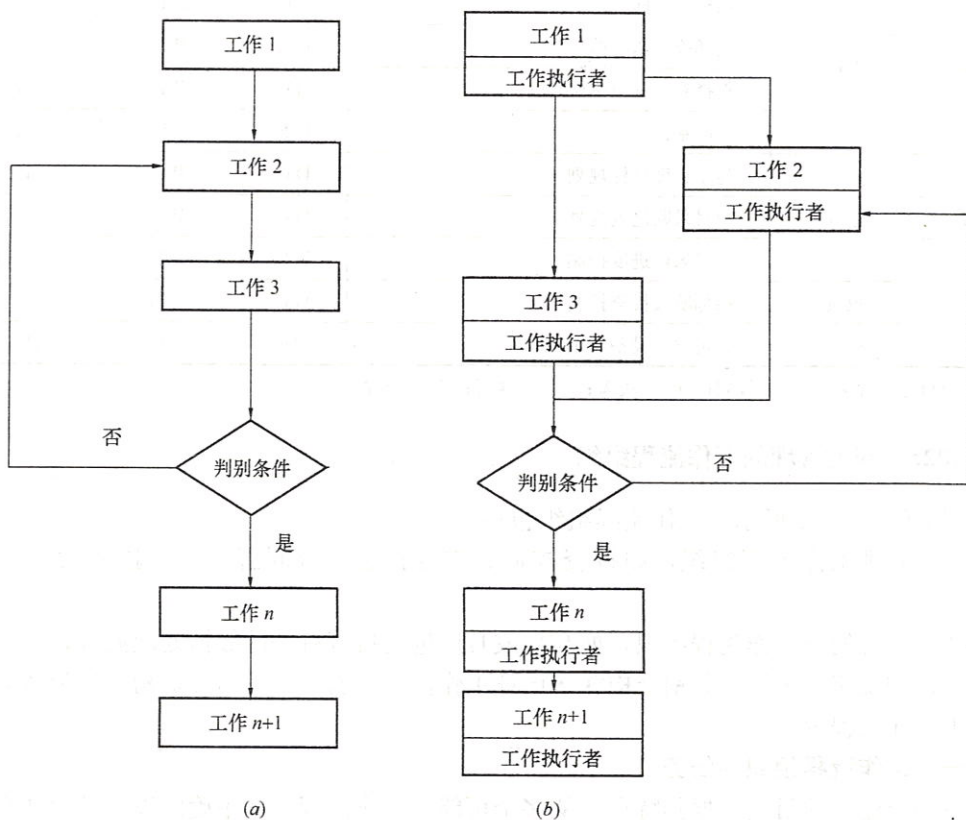 工作 1
工作 2
工作 3
否
判别条件
是
工作 n
工作 n+1
(a)
工作 1
工作执行者
工作 2
工作执行者
工作 3
工作执行者
判别条件
否
是
工作 n
工作执行者
工作 n+1
工作执行者
(b)